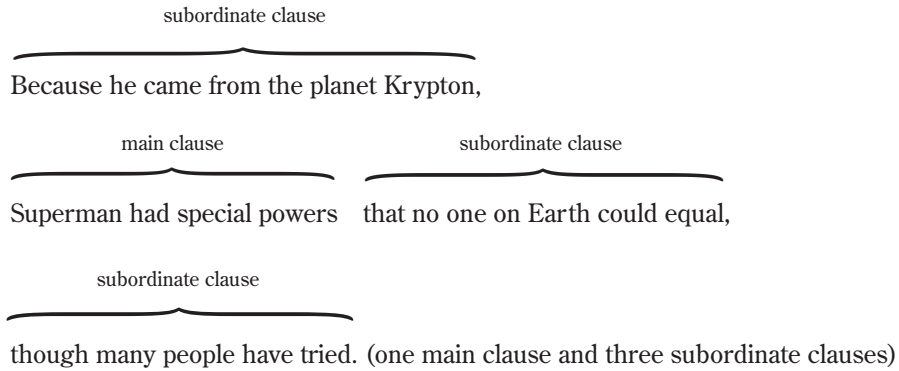 subordinate clause
Because he came from the planet Krypton,
main clause subordinate clause
Superman had special powers that no one on Earth could equal,
subordinate clause
though many people have tried. (one main clause and three subordinate clauses)